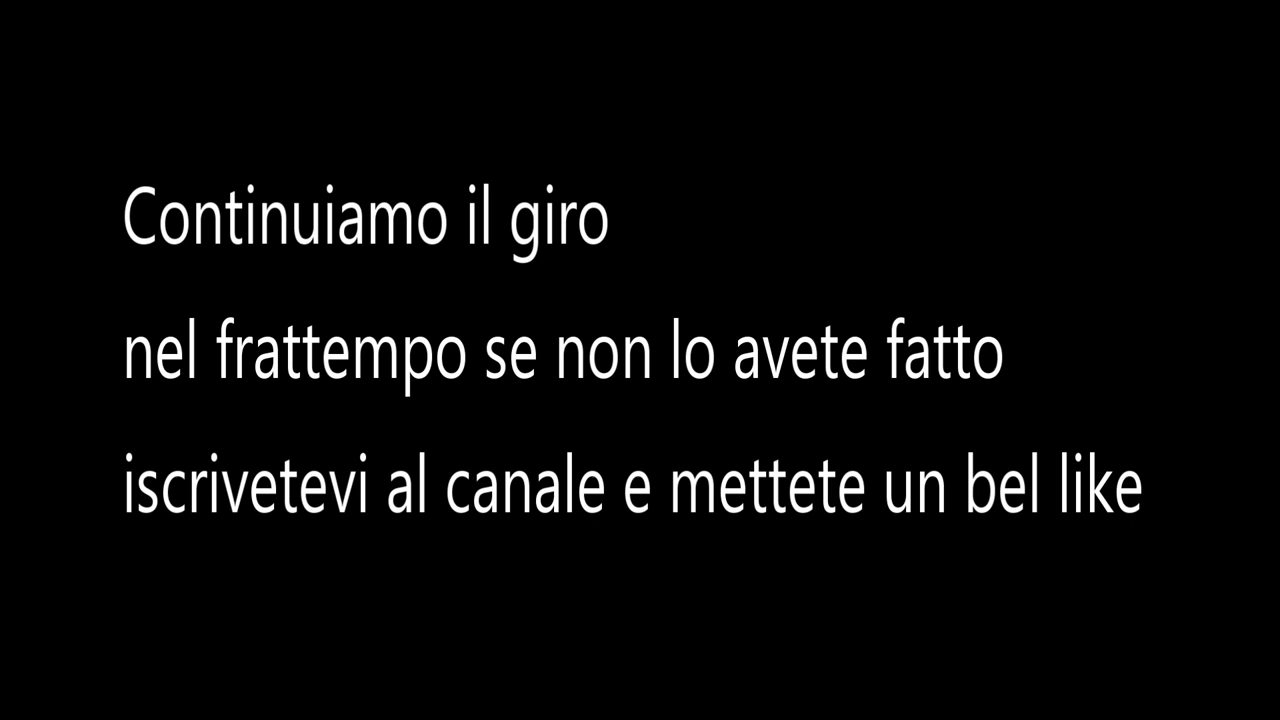 Continuiamo il giro
nel frattempo se non lo avete fatto
iscrivetevi al canale e mettete un bel like